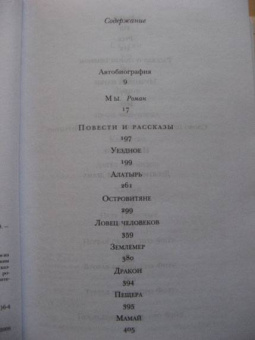 Содержание
Автобиография
9
Мы. Роман
17
Повести и рассказы
197
Уездное
199
Алатырь
261
Островитяне
299
Ловец человеков
359
Землемер
380
Дракон
394
Пещера
395
Мамай
405